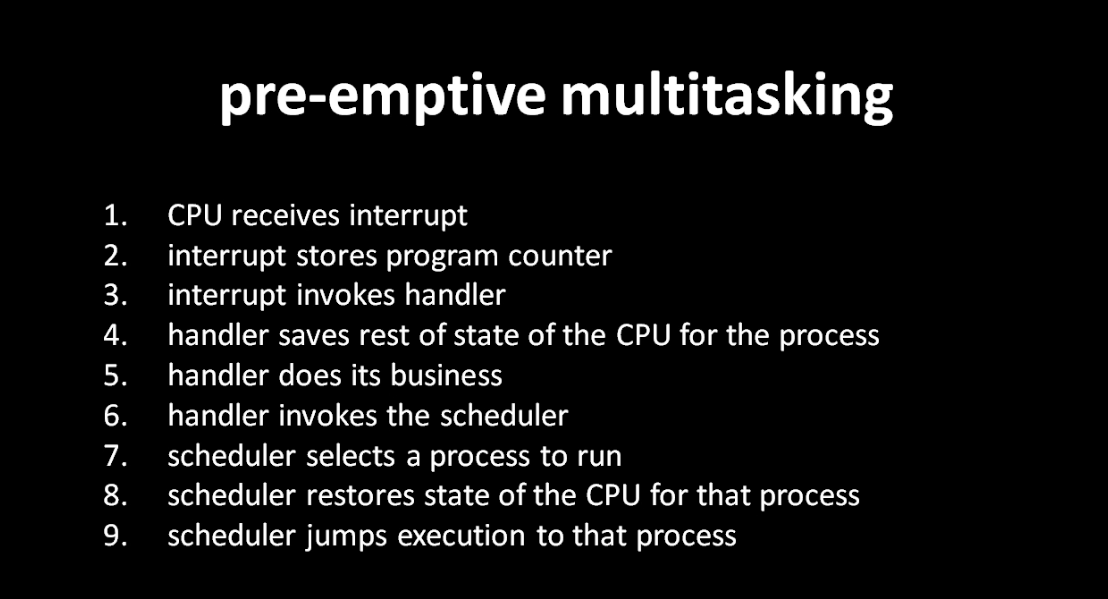 pre-emptive multitasking
1. CPU receives interrupt
2. interrupt stores program counter
3. interrupt invokes handler
4. handler saves rest of state of the CPU for the process
5. handler does its business
6. handler invokes the scheduler
7. scheduler selects a process to run
8. scheduler restores state of the CPU for that process
9. scheduler jumps execution to that process